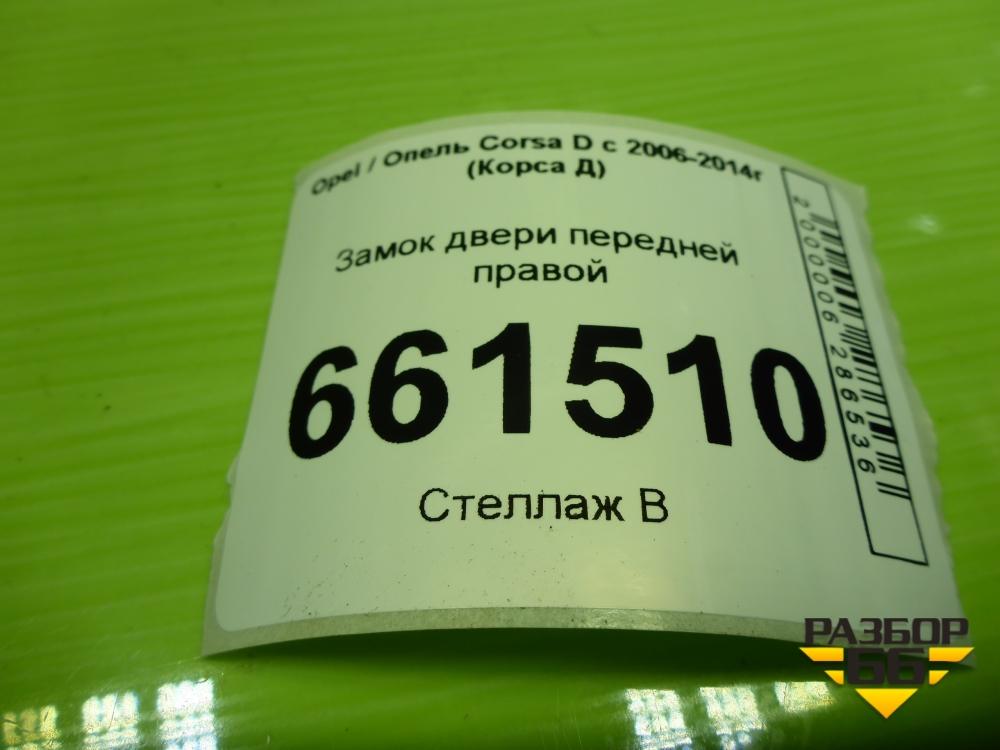 Opel / Опель Corsa D с 2006-2014г
(Корса Д)
Замок двери передней
правой
661510
Стеллаж В
2000006286536
РАЗБОР
66